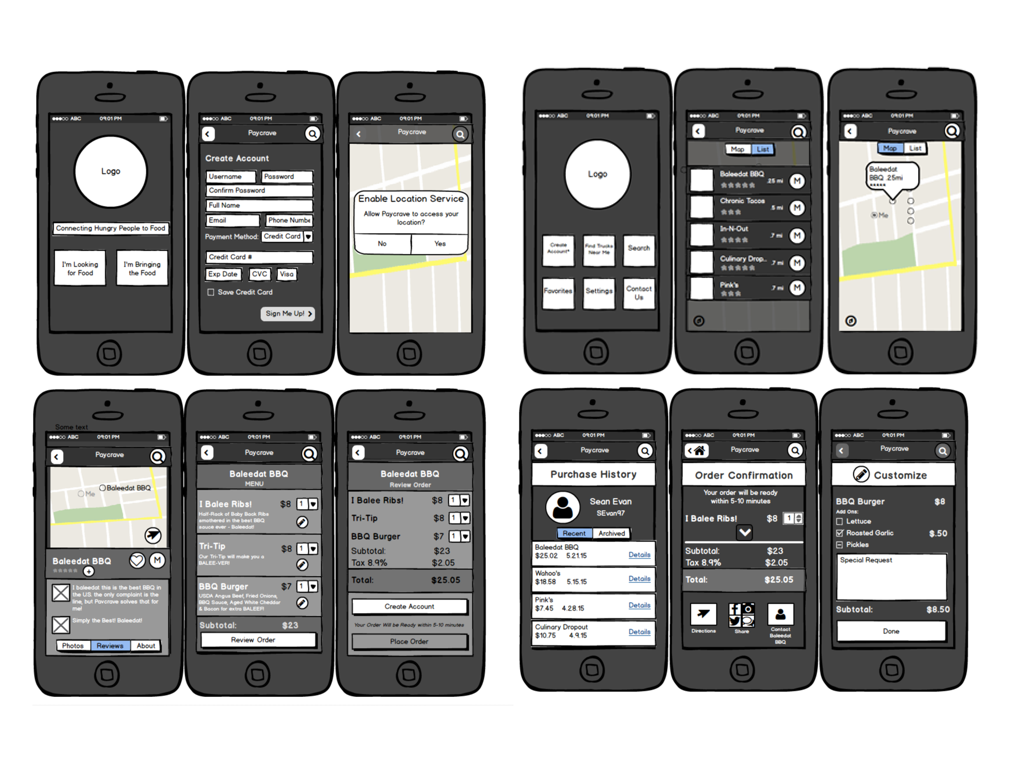 ●●●○○ ABC 09:01 PM
Logo
Connecting Hungry People to Food
I'm Looking
for Food
I'm Bringing
the Food
●●●○○ ABC 09:01 PM
Paycrave
Create Account
Username Password
Confirm Password
Full Name
Email Phone Numbe
Payment Method: Credit Card
Credit Card #
Exp Date CVC Visa
Save Credit Card
Sign Me Up!
●●●○○ ABC 09:01 PM
Paycrave
Enable Location Service
Allow Paycrave to access your
location?
No Yes
●●●○○ ABC 09:01 PM
Logo
Create
Account*
Find Trucks
Near Me
Search
Favorites
Settings
Contact
Us
●●●○○ ABC 09:01 PM
Paycrave
Map List
Baleedat BBQ .25 mi M
Chronic Tacos .5 mi M
In-N-Out .7 mi M
Culinary Drop.. .7 mi M
Pink's .7 mi M
●●●○○ ABC 09:01 PM
Paycrave
Map List
Baleedat
BBQ .25mi
Me
Some text
●●●○○ ABC 09:01 PM
Paycrave
Me Baleedat BBQ
Baleedat BBQ M
I baleedat this is the best BBQ in
the US. the only complaint is the
line, but Paycrave solves that for
me!
Simply the Best! Baleedat!
Photos Reviews About
●●●○○ ABC 09:01 PM
Paycrave
Baleedat BBQ
MENU
I Balee Ribs! $8 1
Half-Rack of Baby Back Ribs
smothered in the best BBQ
sauce ever - Baleedat!
Tri-Tip $8 1
Our Tri-Tip will make you a
BALEE-VER!
BBQ Burger $7 1
USDA Angus Beef, Fried Onions,
BBQ Sauce, Aged White Cheddar
& Bacon for extra BALEEF!
Subtotal: $23
Review Order
●●●○○ ABC 09:01 PM
Paycrave
Baleedat BBQ
Review Order
I Balee Ribs! $8 1
Tri-Tip $8 1
BBQ Burger $7 1
Subtotal: $23
Tax 8.9% $2.05
Total: $25.05
Create Account
Your Order Will Be Ready within 5-10 minutes
Place Order
●●●○○ ABC 09:01 PM
Paycrave
Purchase History
Sean Evan
SEvan97
Recent Archived
Baleedat BBQ
$25.02 5.21.15 Details
Wahoo's
$18.58 5.15.15 Details
Pink's
$7.45 4.28.15 Details
Culinary Dropout
$10.75 4.9.15 Details
●●●○○ ABC 09:01 PM
Paycrave
Order Confirmation
Your order will be ready
within 5-10 minutes
I Balee Ribs! $8 1
Subtotal: $23
Tax 8.9% $2.05
Total: $25.05
Directions
Share
Contact
Baleedat
BBQ
●●●○○ ABC 09:01 PM
Paycrave
Customize
BBQ Burger $8
Add Ons:
Lettuce
Roasted Garlic $.50
Pickles
Special Request
Subtotal: $8.50
Done